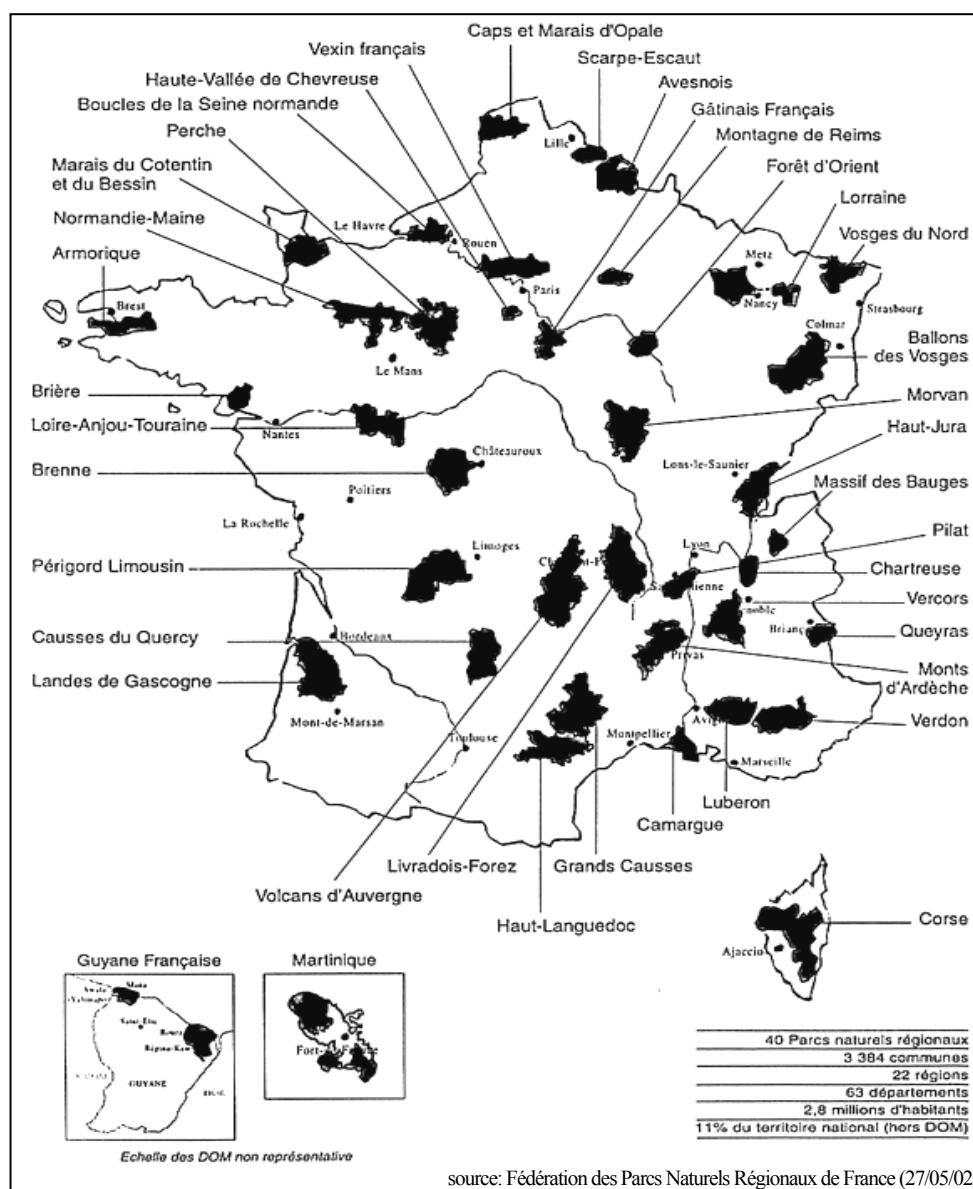 Caps et Marais d'Opale
Vexin français
Scarpe-Escaut
Haute-Vallée de Chevreuse
Avesnois
Boucles de la Seine normande
Gâtinais Français
Perche
Montagne de Reims
Marais du Cotentin
et du Bessin
Forêt d'Orient
Lorraine
Normandie-Maine
Vosges du Nord
Armorique
Lille
Le Havre
Rouen
Metz
Paris
Nancy
Strasbourg
Brest
Colmar
Ballons
des Vosges
Le Mans
Brière
Morvan
Loire-Anjou-Touraine
Nantes
Haut-Jura
Brenne
Châteauroux
Lons-le-Saunier
Massif des Bauges
Poitiers
La Rochelle
Pilat
Lyon
Périgord Limousin
Limoges
Chartreuse
Vercors
Causses du Quercy
Bordeaux
Queyras
Landes de Gascogne
Privas
Monts
d'Ardèche
Mont-de-Marsan
Verdon
Toulouse
Montpellier
Marseille
Luberon
Camargue
Livradois-Forez
Grands Causses
Volcans d'Auvergne
Haut-Languedoc
Corse
Ajaccio
Guyane Française
Martinique
Mana
GUYANE
40 Parcs naturels régionaux
3 384 communes
22 régions
63 départements
2,8 millions d'habitants
11% du territoire national (hors DOM)
Echelle des DOM non représentative
source: Fédération des Parcs Naturels Régionaux de France (27/05/02